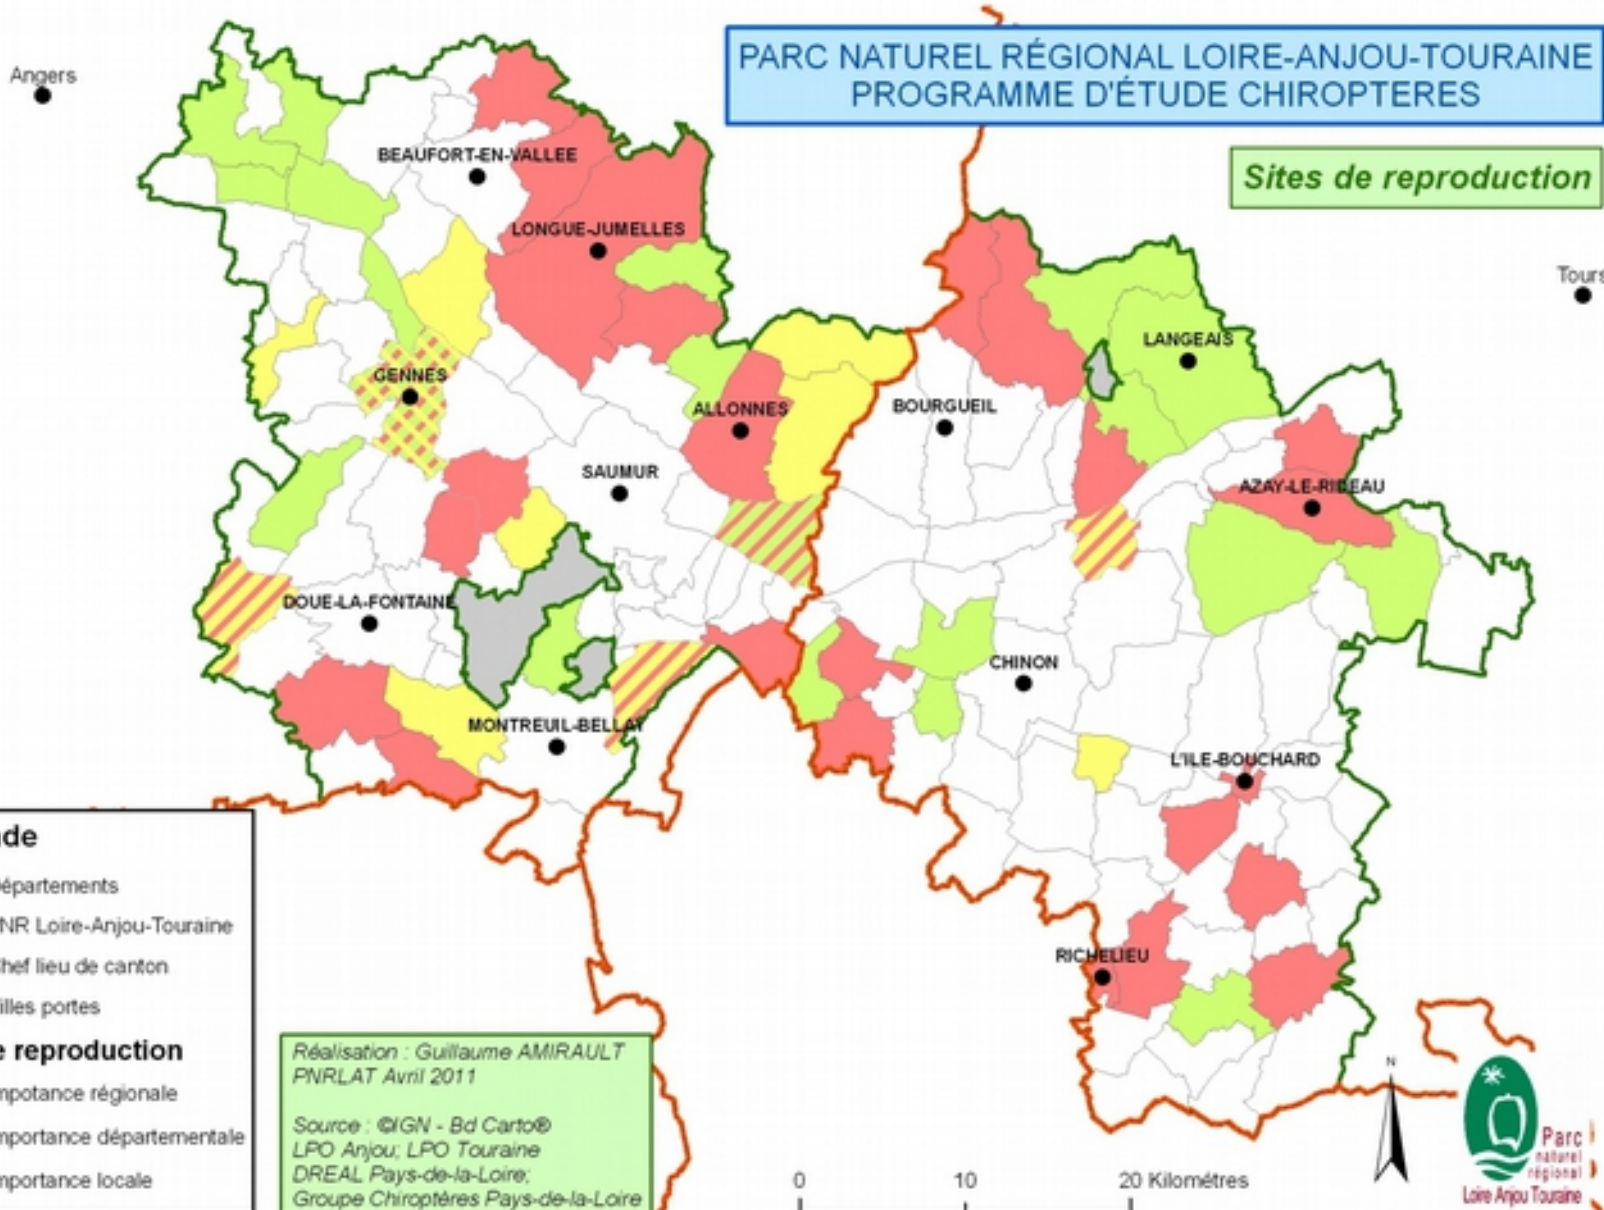 PARC NATUREL RÉGIONAL LOIRE-ANJOU-TOURAINE
PROGRAMME D'ÉTUDE CHIROPTERES
Sites de reproduction
Angers
BEAUFORT-EN-VALLEE
LONGUE-JUMELLES
Tours
LANGEAIS
GENNES
ALLONNES
BOURGUEIL
SAUMUR
AZAY-LE-RIDEAU
DOUE-LA-FONTAINE
CHINON
MONTREUIL-BELLAY
L'ILE-BOUCHARD
RICHELIEU
de
épartements
NR Loire-Anjou-Touraine
hef lieu de canton
illes portes
e reproduction
mpotance régionale
mportance départementale
mportance locale
Réalisation : Guillaume AMIRAULT
PNRLAT Avril 2011
Source : ©IGN - Bd Carto®
LPO Anjou; LPO Touraine
DREAL Pays-de-la-Loire;
Groupe Chiroptères Pays-de-la-Loire
0 10 20 Kilométres
N
Parc
naturel
régional
Loire Anjou Touraine